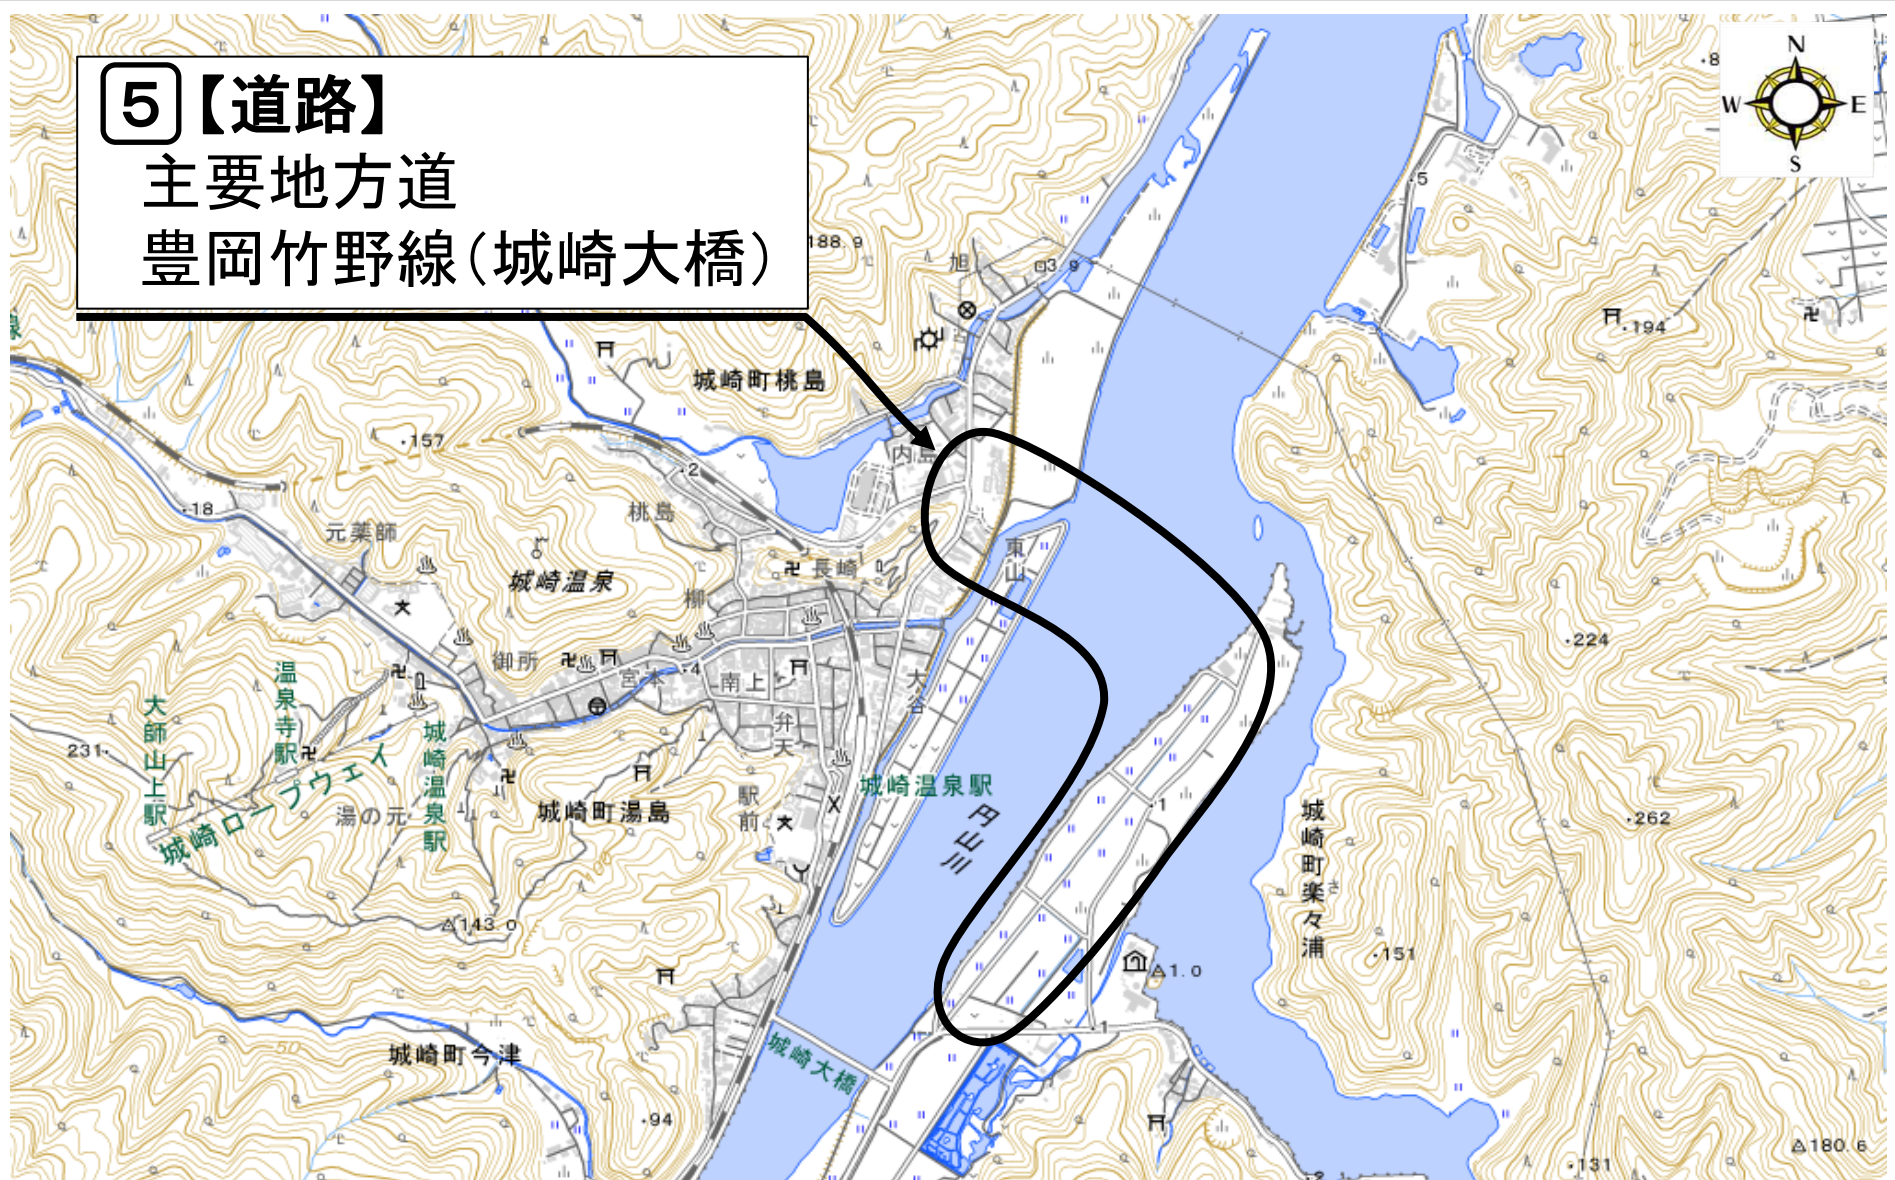 5【道路】
主要地方道
豊岡竹野線(城崎大橋)
N
W E
S
188.9
旭
3.9
5
194
城崎町桃島
157
2
内島
18
桃島
元薬師
東山
城崎温泉
長崎
柳
224
御所
宮本
4
南上
大谷
温泉寺駅
大師山上駅
弁天
城崎温泉駅
231
城崎ロープウェイ
城崎温泉駅
湯の元
城崎町湯島
駅前
円山川
1
城崎町楽々浦
さ
262
143.0
151
1.0
50
城崎町今津
城崎大橋
1
94
180.6
131
2